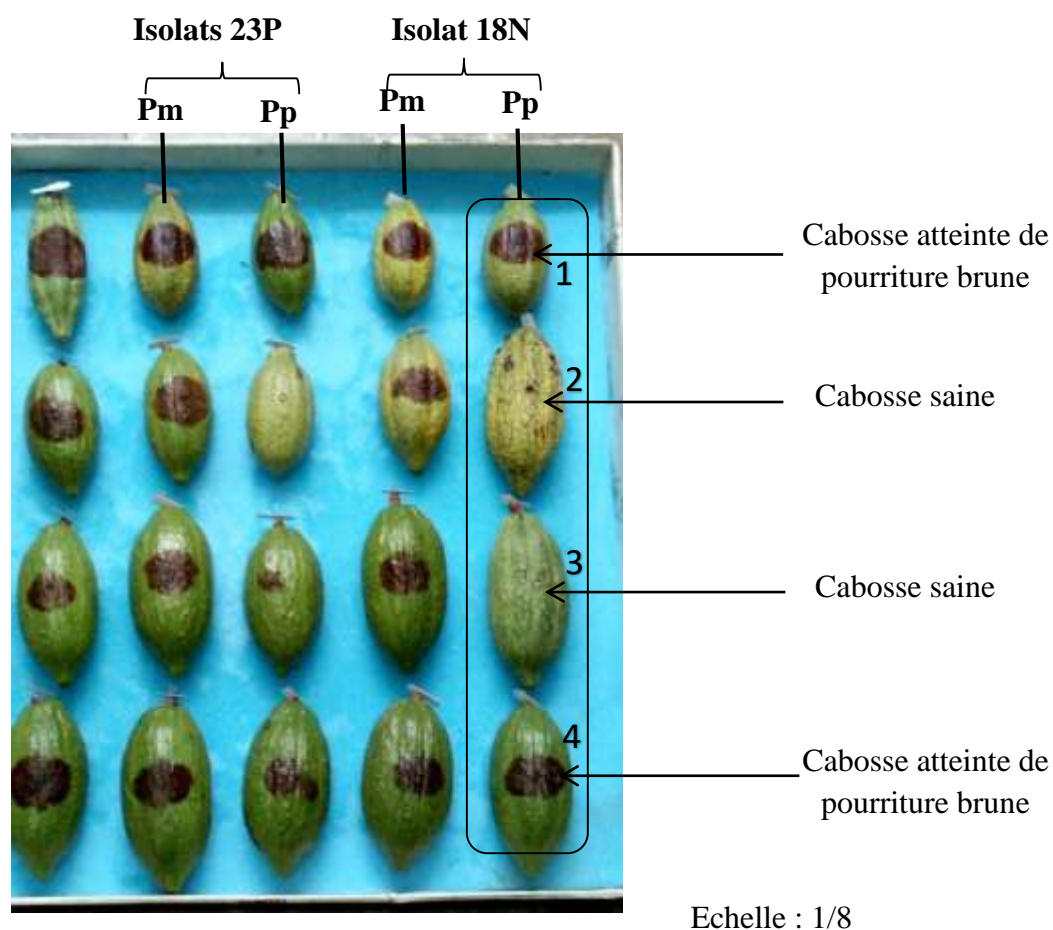 Isolats 23P
Isolat 18N
Pm
Pp
Pm
Pp
Cabosse atteinte de
pourriture brune
1
2
Cabosse saine
3
Cabosse saine
4
Cabosse atteinte de
pourriture brune
Echelle : 1/8